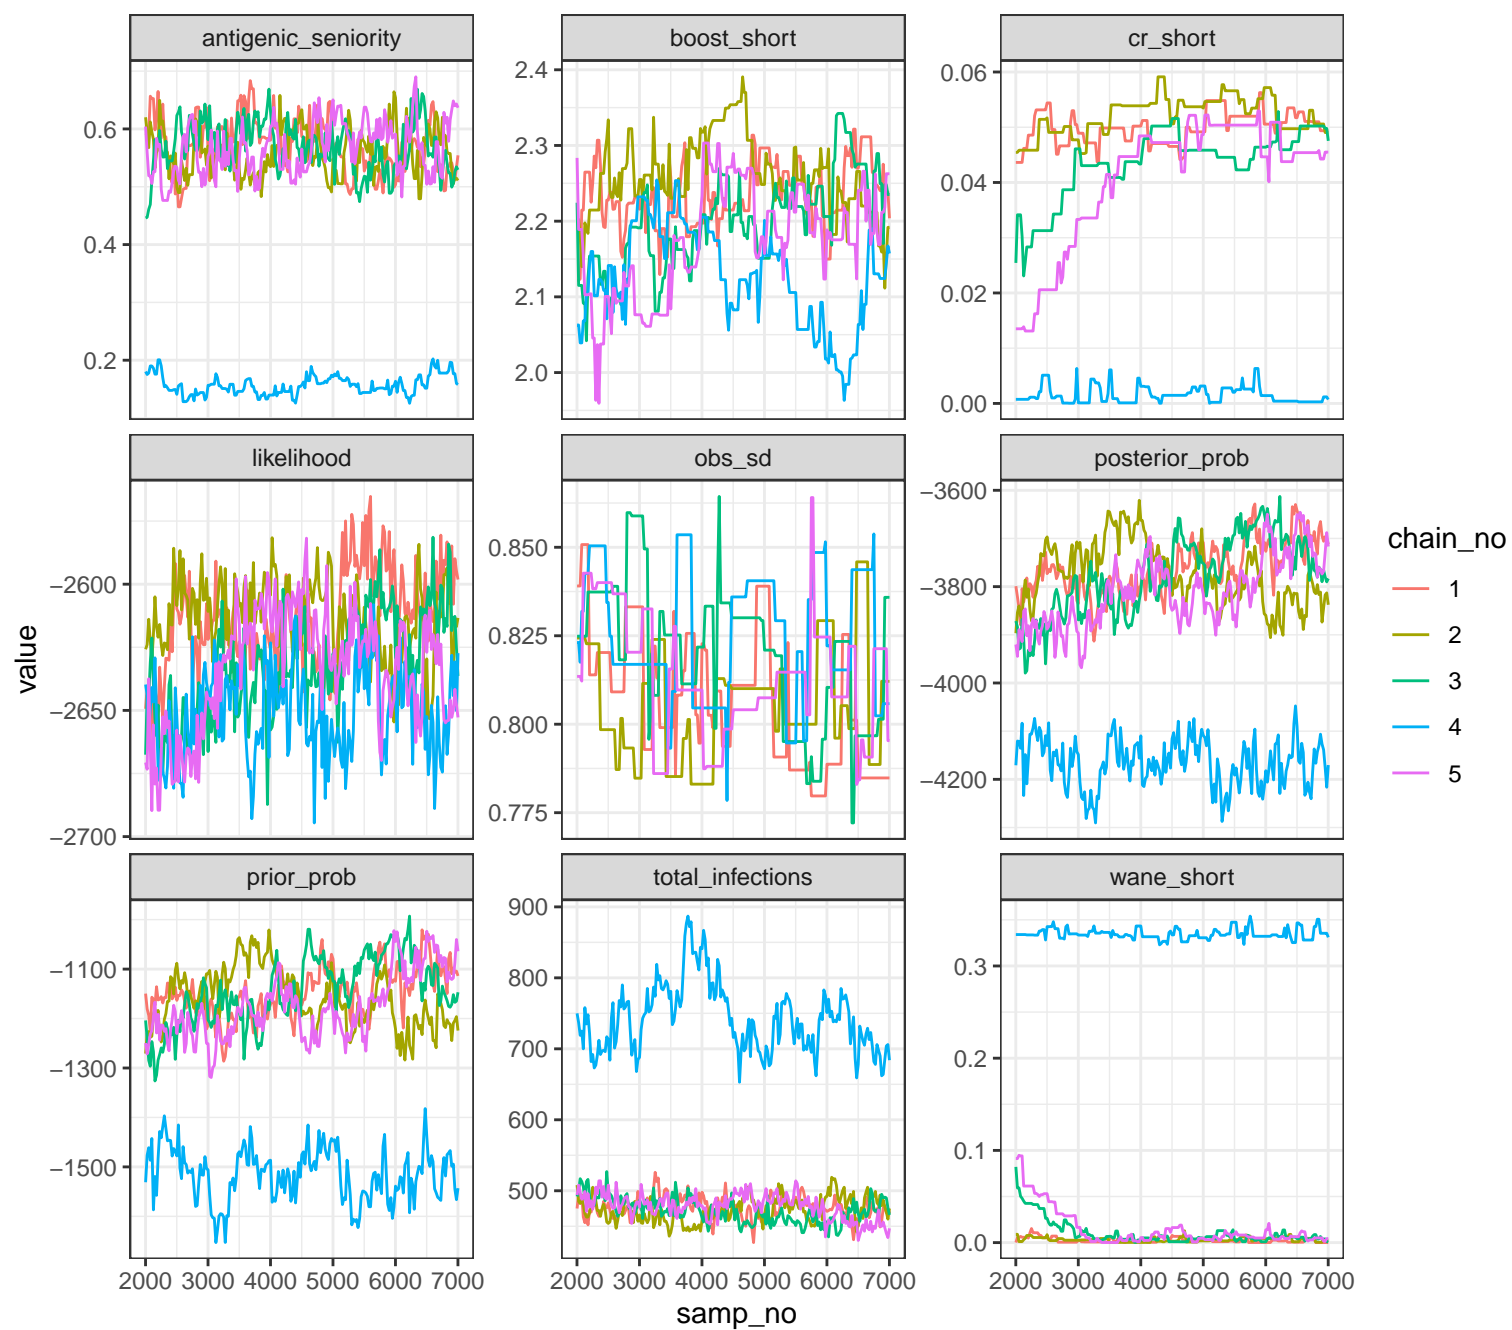 antigenic_seniority
boost_short
cr_short
0.6
0.4
0.2
2.4
2.3
2.2
2.1
2.0
0.06
0.04
0.02
0.00
likelihood
obs_sd
posterior_prob
−2600
−2650
−2700
0.850
0.825
0.800
0.775
−3600
−3800
−4000
−4200
prior_prob
total_infections
wane_short
−1100
−1300
−1500
900
800
700
600
500
0.3
0.2
0.1
0.0
2000 3000 4000 5000 6000 7000
2000 3000 4000 5000 6000 7000
2000 3000 4000 5000 6000 7000
samp_no
value
chain_no
1
2
3
4
5